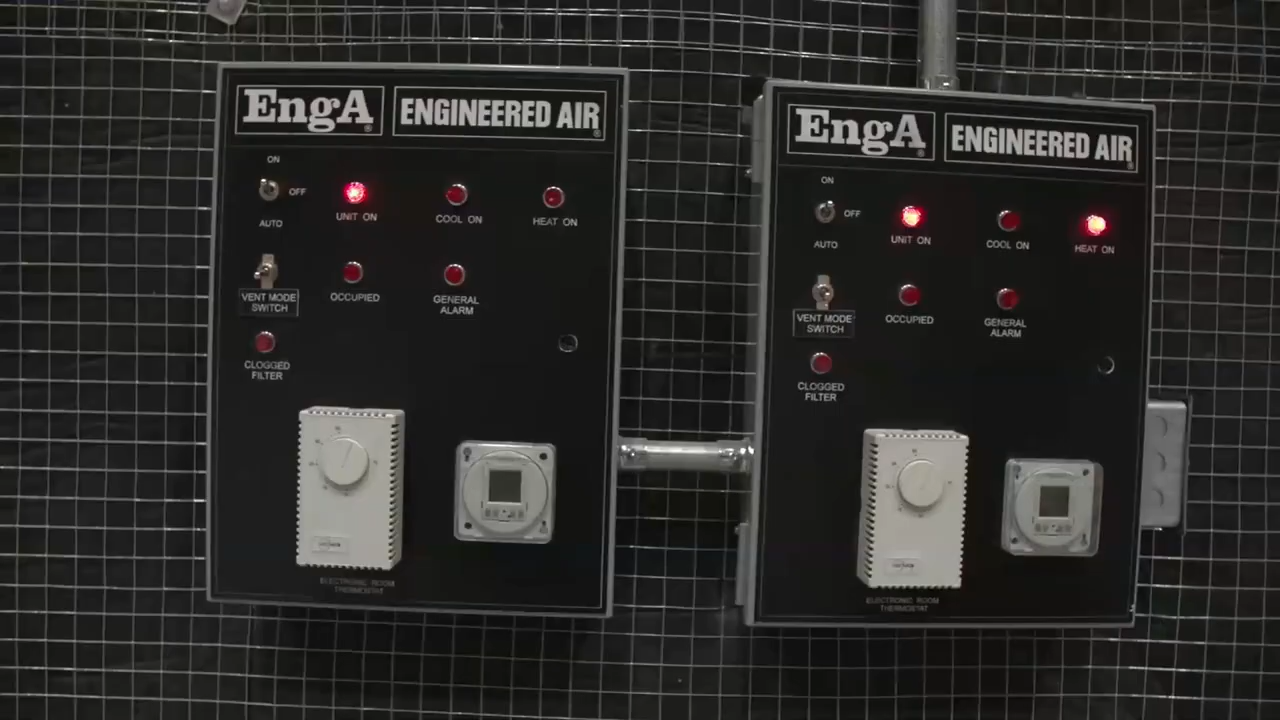 EngA
ENGINEERED AIR
ON
OFF
AUTO
UNIT ON
COOL ON
HEAT ON
VENT MODE
SWITCH
OCCUPIED
GENERAL
ALARM
CLOGGED
FILTER
ELECTRONIC ROOM
THERMOSTAT
EngA
ENGINEERED AIR
ON
OFF
AUTO
UNIT ON
COOL ON
HEAT ON
VENT MODE
SWITCH
OCCUPIED
GENERAL
ALARM
CLOGGED
FILTER
ELECTRONIC ROOM
THERMOSTAT